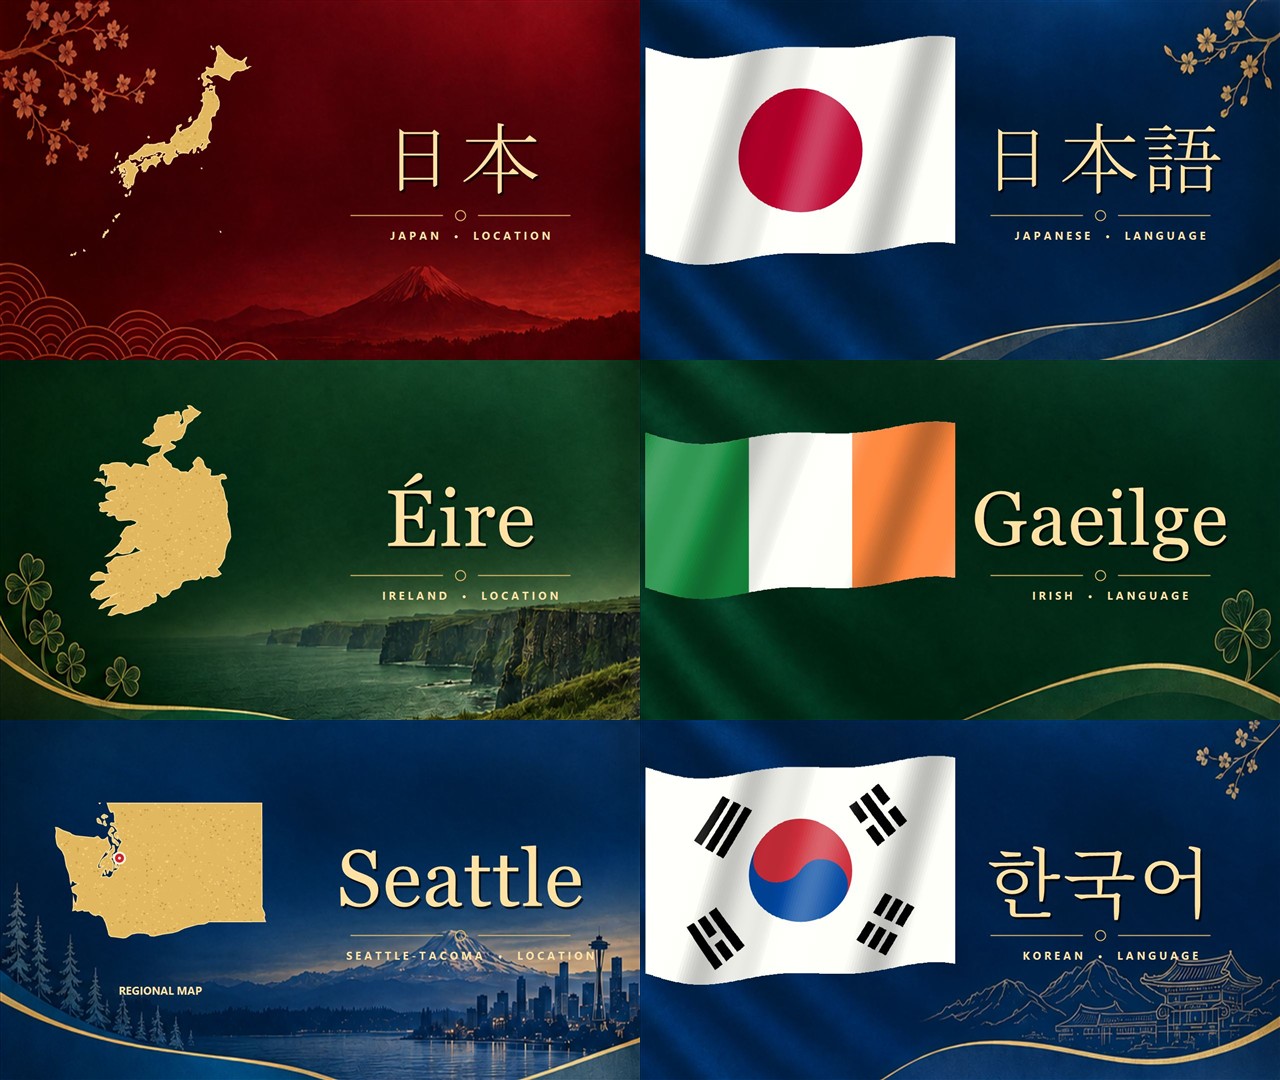 日本
JAPAN • LOCATION
日本語
JAPANESE • LANGUAGE
Éire
IRELAND • LOCATION
Gaeilge
IRISH • LANGUAGE
Seattle
SEATTLE-TACOMA • LOCATION
REGIONAL MAP
한국어
KOREAN • LANGUAGE